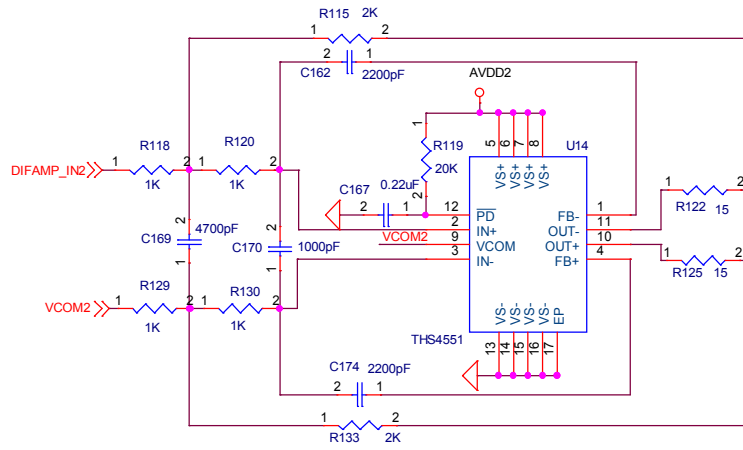 R115 2K
1 2
2 1
C162 2200pF
AVDD2
R118 R120
1 2 1 2
DIFAMP_IN2
1K 1K
1
R119
20K
2
5 6 7 8
VS+ VS+ VS+ VS+
U14
C167 0.22uF
2 1
12 PD
2 IN+
9 VCOM
3 IN-
VCOM2
FB- 1
OUT- 11
OUT+ 10
FB+ 4
1 2
R122 15
1 2
R125 15
2
4700pF
C169
1
2
C170 1000pF
1
R129 R130
1 2 1 2
VCOM2
1K 1K
VS- VS- VS- VS- EP
13 14 15 16 17
THS4551
C174 2200pF
2 1
1 2
R133 2K